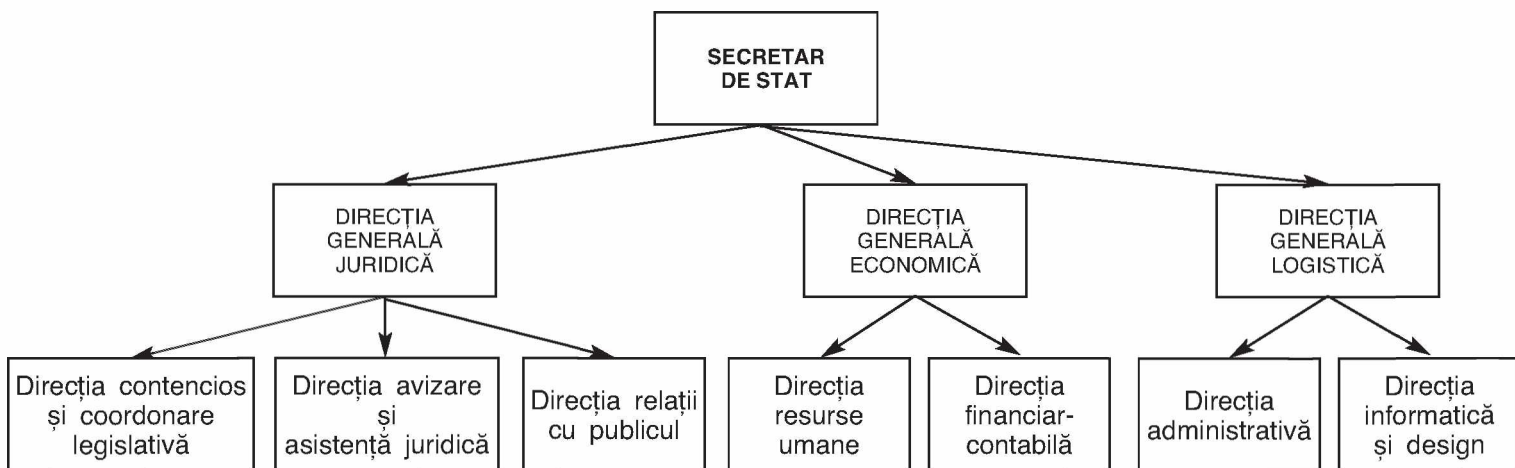 SECRETAR
DE STAT
DIRECȚIA
GENERALĂ
JURIDICĂ
DIRECȚIA
GENERALĂ
ECONOMICĂ
DIRECȚIA
GENERALĂ
LOGISTICĂ
Direcția contencios
și coordonare
legislativă
Direcția avizare
și
asistență juridică
Direcția relații
cu publicul
Direcția
resurse
umane
Direcția
financiar-
contabilă
Direcția
administrativă
Direcția
informatică
și design